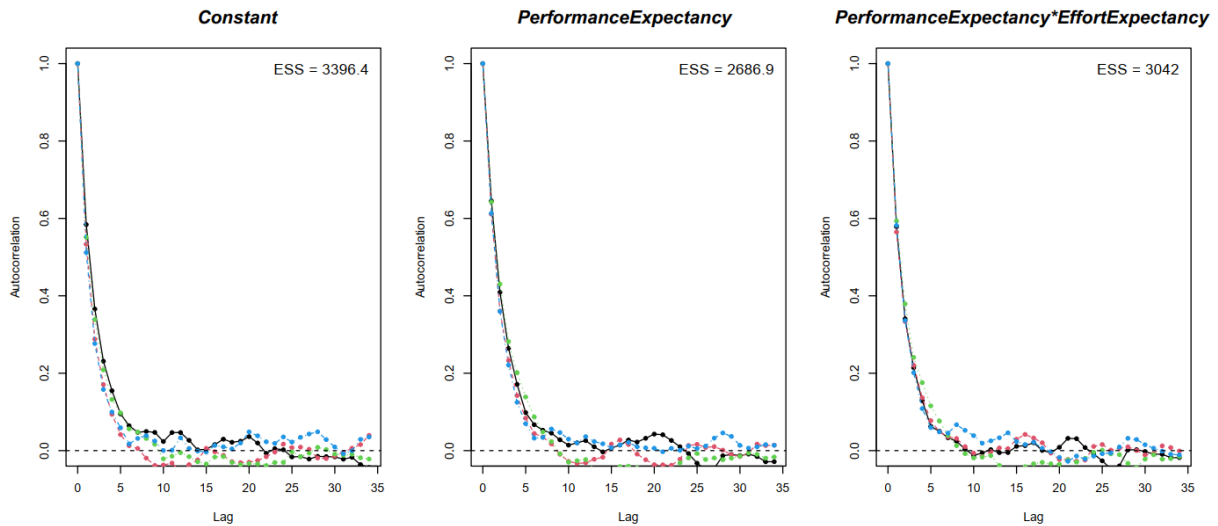 Constant
ESS = 3396.4
Autocorrelation
1.0
0.8
0.6
0.4
0.2
0.0
0 5 10 15 20 25 30 35
Lag
PerformanceExpectancy
ESS = 2686.9
Autocorrelation
1.0
0.8
0.6
0.4
0.2
0.0
0 5 10 15 20 25 30 35
Lag
PerformanceExpectancy*EffortExpectancy
ESS = 3042
Autocorrelation
1.0
0.8
0.6
0.4
0.2
0.0
0 5 10 15 20 25 30 35
Lag